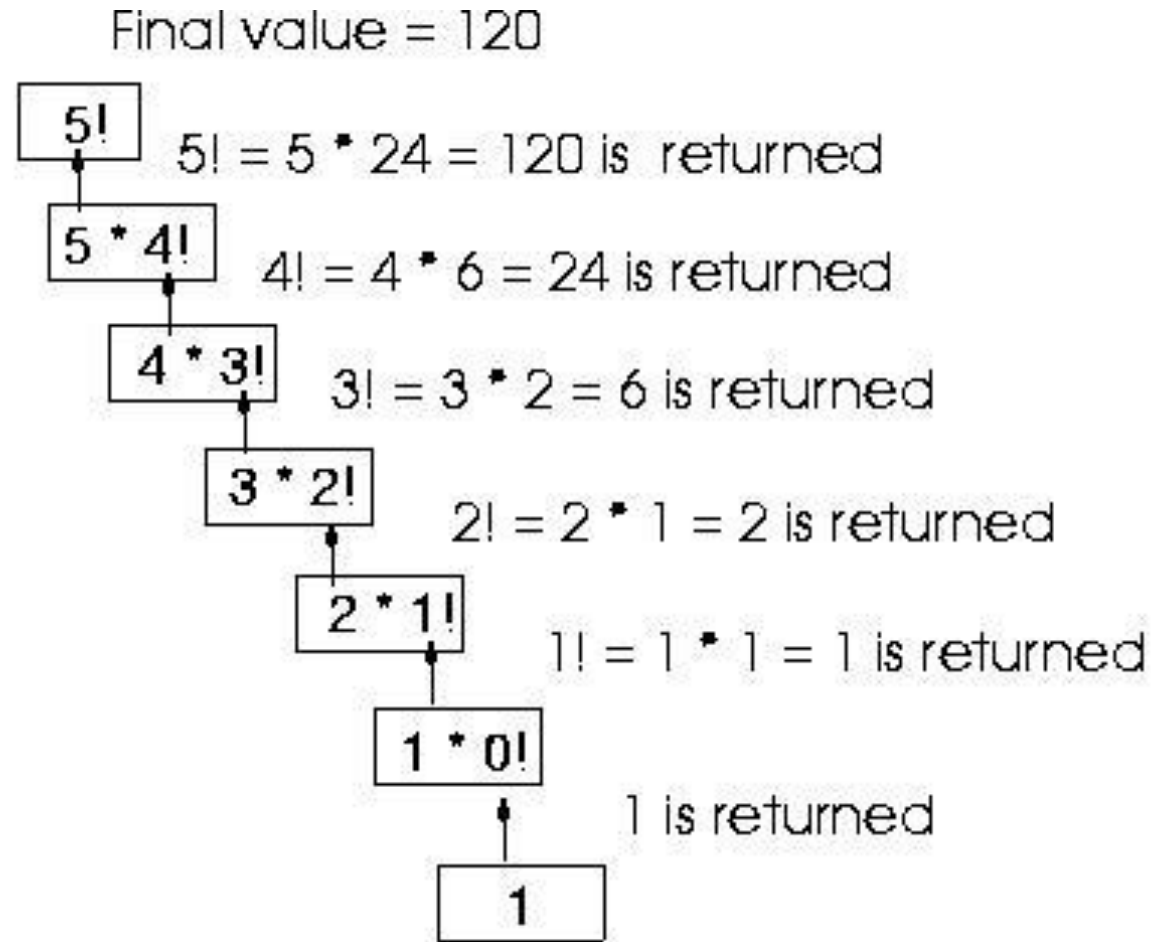 Final value = 120
5!
5! = 5 * 24 = 120 is returned
5 * 4!
4! = 4 * 6 = 24 is returned
4 * 3!
3! = 3 * 2 = 6 is returned
3 * 2!
2! = 2 * 1 = 2 is returned
2 * 1!
1! = 1 * 1 = 1 is returned
1 * 0!
1 is returned
1